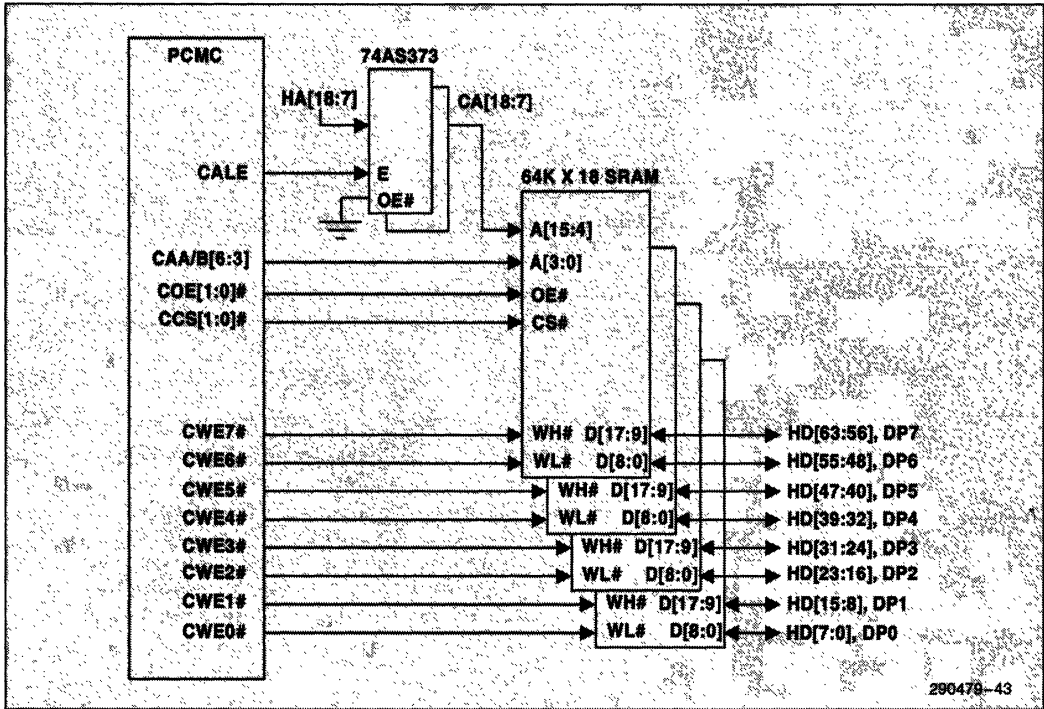 PCMC
74AS373
HA[18:7]
CA[18:7]
CALE
E
OE#
64K X 18 SRAM
A[15:4]
CAA/B[6:3]
A[3:0]
COE[1:0]#
OE#
CCS[1:0]#
CS#
CWE7# WH# D[17:9] HD[63:56], DP7
CWE6# WL# D[8:0] HD[55:48], DP6
CWE5# WH# D[17:9] HD[47:40], DP5
CWE4# WL# D[8:0] HD[39:32], DP4
CWE3# WH# D[17:9] HD[31:24], DP3
CWE2# WL# D[8:0] HD[23:16], DP2
CWE1# WH# D[17:9] HD[15:8], DP1
CWE0# WL# D[8:0] HD[7:0], DP0
290479-43